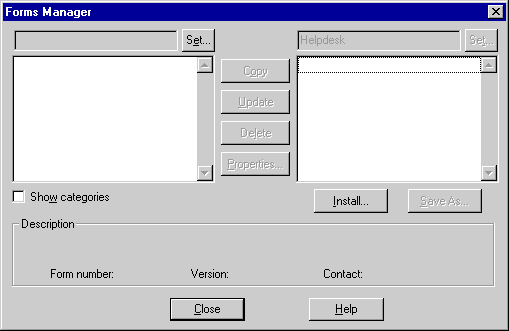 Forms Manager
Set...
Helpdesk
Set...
Copy
Update
Delete
Properties...
Show categories
Install...
Save As...
Description
Form number:
Version:
Contact:
Close
Help